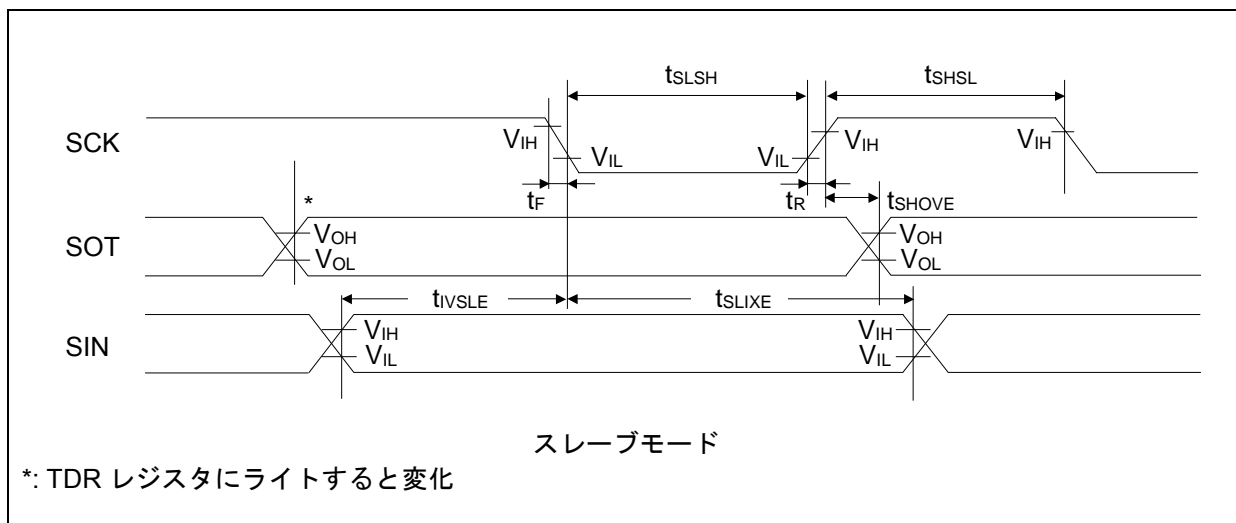 tSLSH tSHSL
SCK VIH VIL VIL VIH VIH
tF tR tSHOVE
*
SOT VOH VOH
VOL VOL
tIVSLE tSLIXE
SIN VIH VIH
VIL VIL
スレーブモード
*: TDR レジスタにライトすると変化